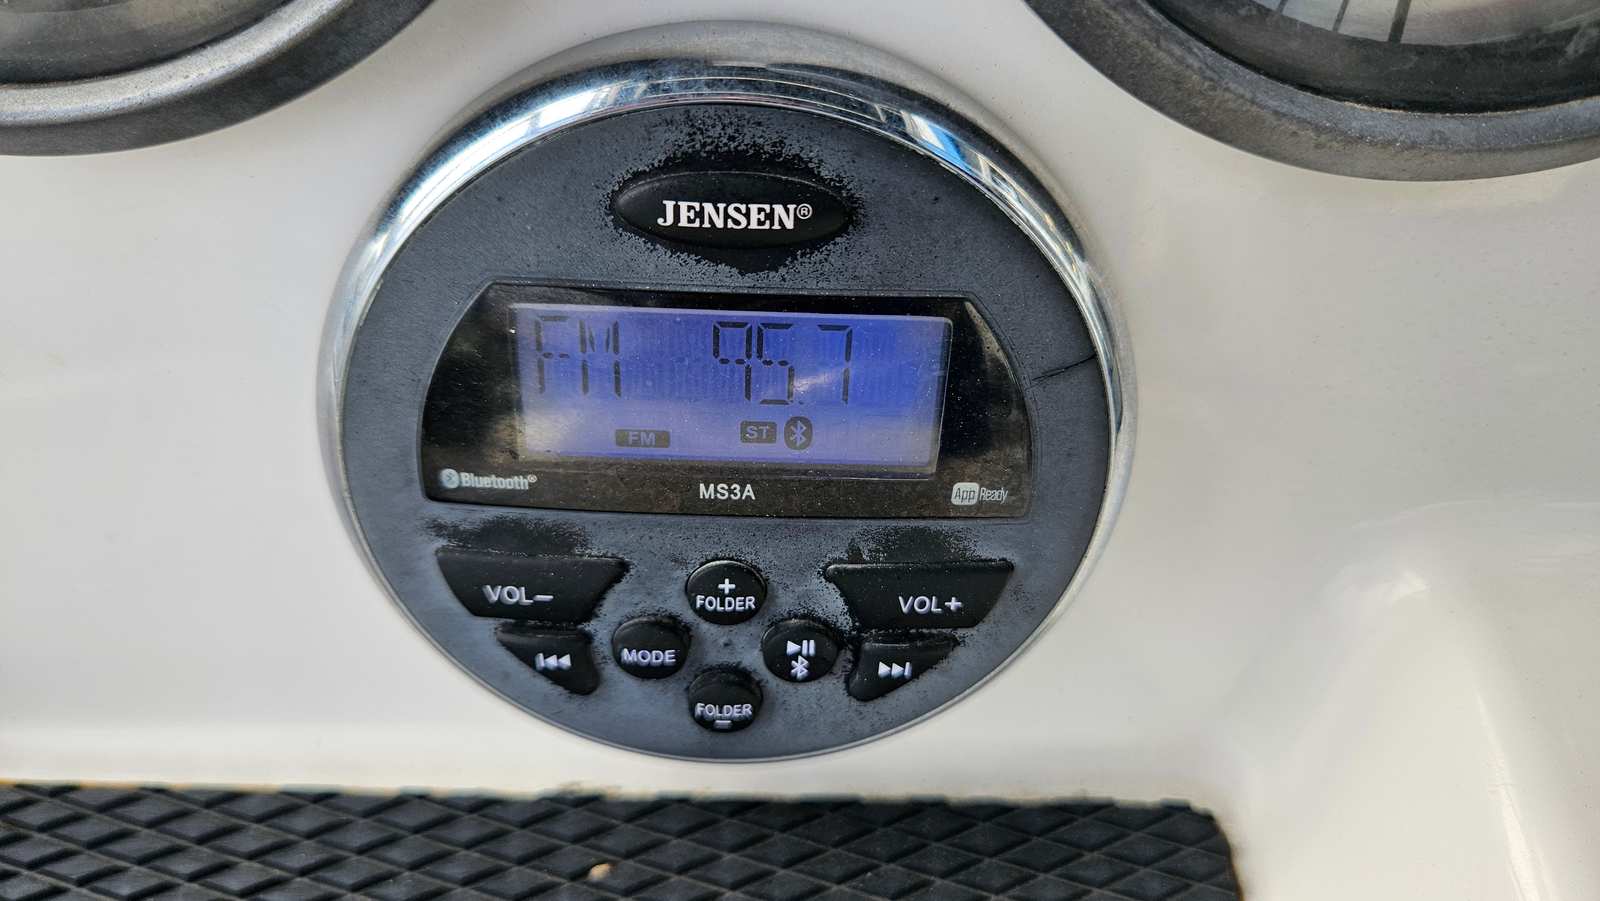 JENSEN®
FM 95.7
FM ST
Bluetooth®
MS3A
App Ready
VOL-
+
FOLDER
VOL+
MODE
FOLDER
-